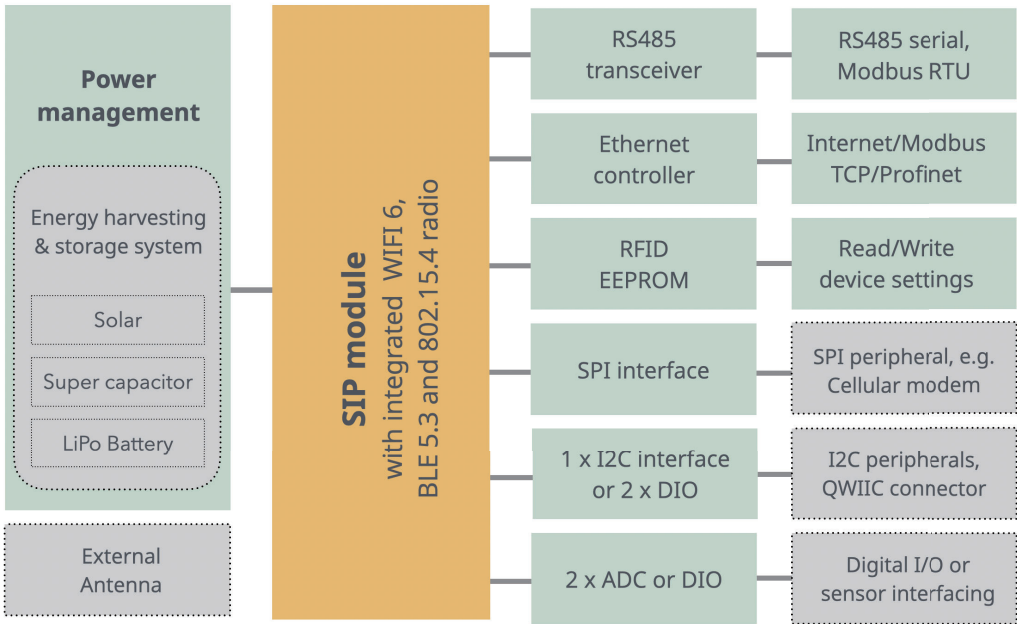 Power
management
Energy harvesting
& storage system
Solar
Super capacitor
LiPo Battery
External
Antenna
SIP module
with integrated WIFI 6,
BLE 5.3 and 802.15.4 radio
RS485
transceiver
RS485 serial,
Modbus RTU
Ethernet
controller
Internet/Modbus
TCP/Profinet
RFID
EEPROM
Read/Write
device settings
SPI interface
SPI peripheral, e.g.
Cellular modem
1 x I2C interface
or 2 x DIO
I2C peripherals,
QWIIC connector
2 x ADC or DIO
Digital I/O or
sensor interfacing